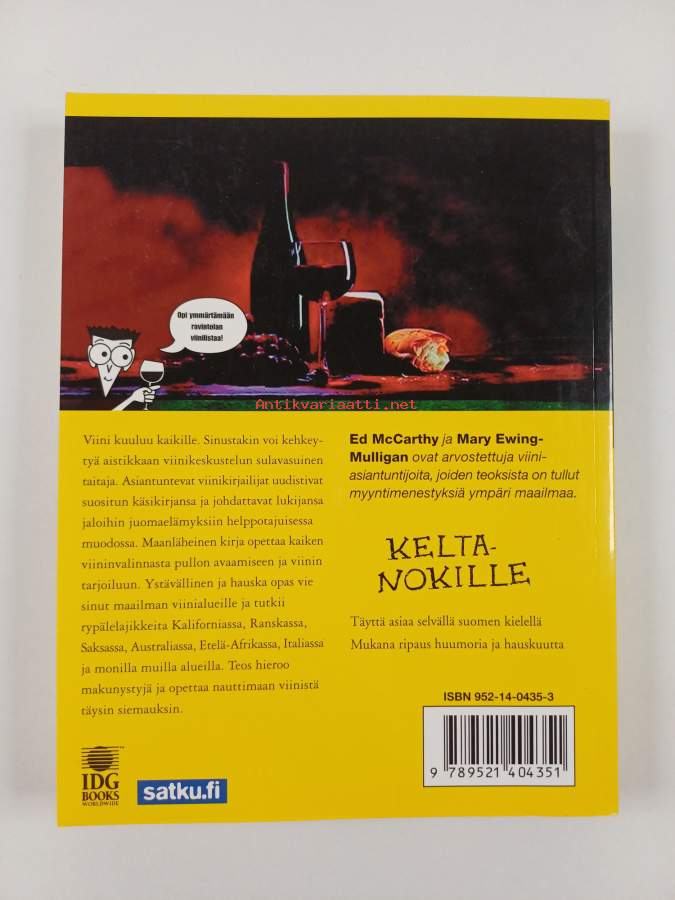 Opi ymmärtämään
ravintolan
viinilistaa!
Antikvariaatti.net
Viini kuuluu kaikille. Sinustakin voi kehkey-
tyä aistikkaan viinikeskustelun sulavasuinen
taitaja. Asiantuntevat viinikirjailijat uudistivat
suositun käsikirjansa ja johdattavat lukijansa
jaloihin juomaelämyksiin helppotajuisessa
muodossa. Maanläheinen kirja opettaa kaiken
viininvalinnasta pullon avaamiseen ja viinin
tarjoiluun. Ystävällinen ja hauska opas vie
sinut maailman viinialueille ja tutkii
rypälelajikkeita Kaliforniassa, Ranskassa,
Saksassa, Australiassa, Etelä-Afrikassa, Italiassa
ja monilla muilla alueilla. Teos hieroo
makunystyjä ja opettaa nauttimaan viinistä
täysin siemauksin.
Ed McCarthy ja Mary Ewing-
Mulligan ovat arvostettuja viini-
asiantuntijoita, joiden teoksista on tullut
myyntimenestyksiä ympäri maailmaa.
KELTA-
NOKILLE
Täyttä asiaa selvällä suomen kielellä
Mukana ripaus huumoria ja hauskuutta
ISBN 952-14-0435-3
9 789521 404351
IDG
BOOKS
WORLDWIDE
™
satku.fi